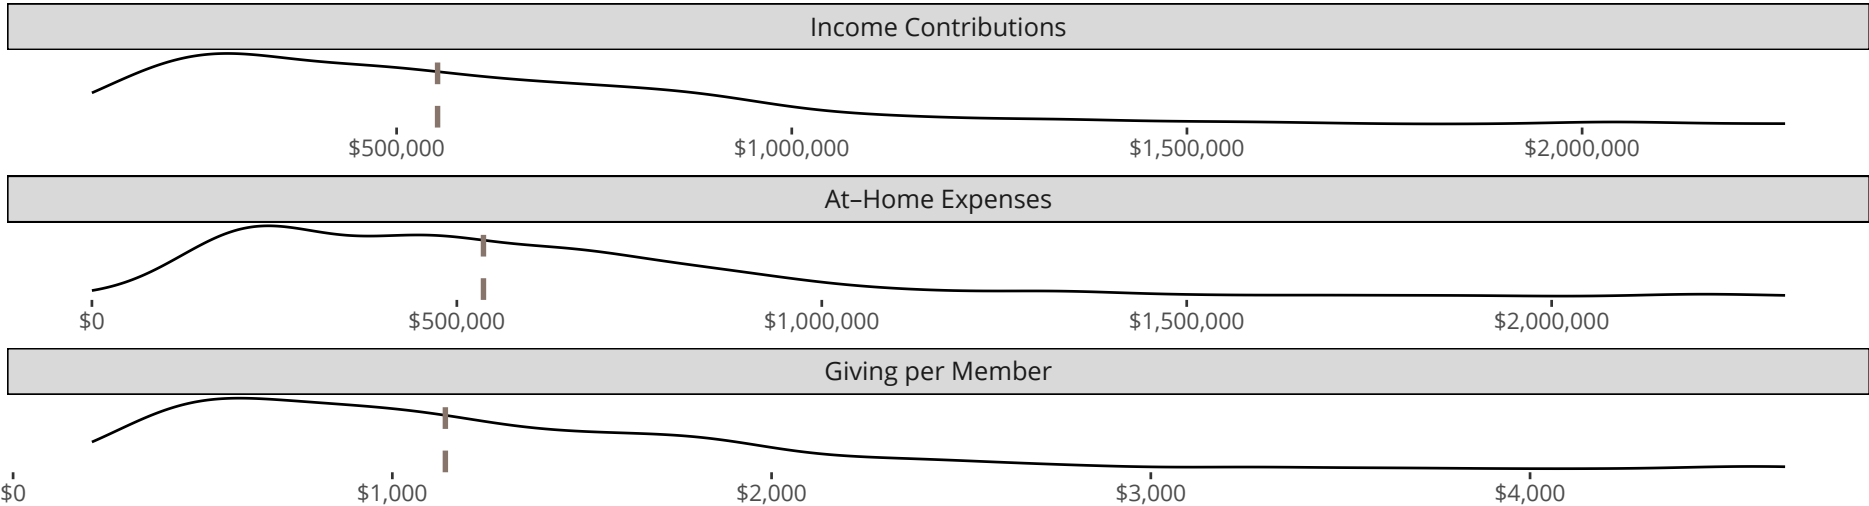 Income Contributions
$500,000 $1,000,000 $1,500,000 $2,000,000
At–Home Expenses
$0 $500,000 $1,000,000 $1,500,000 $2,000,000
Giving per Member
$0 $1,000 $2,000 $3,000 $4,000